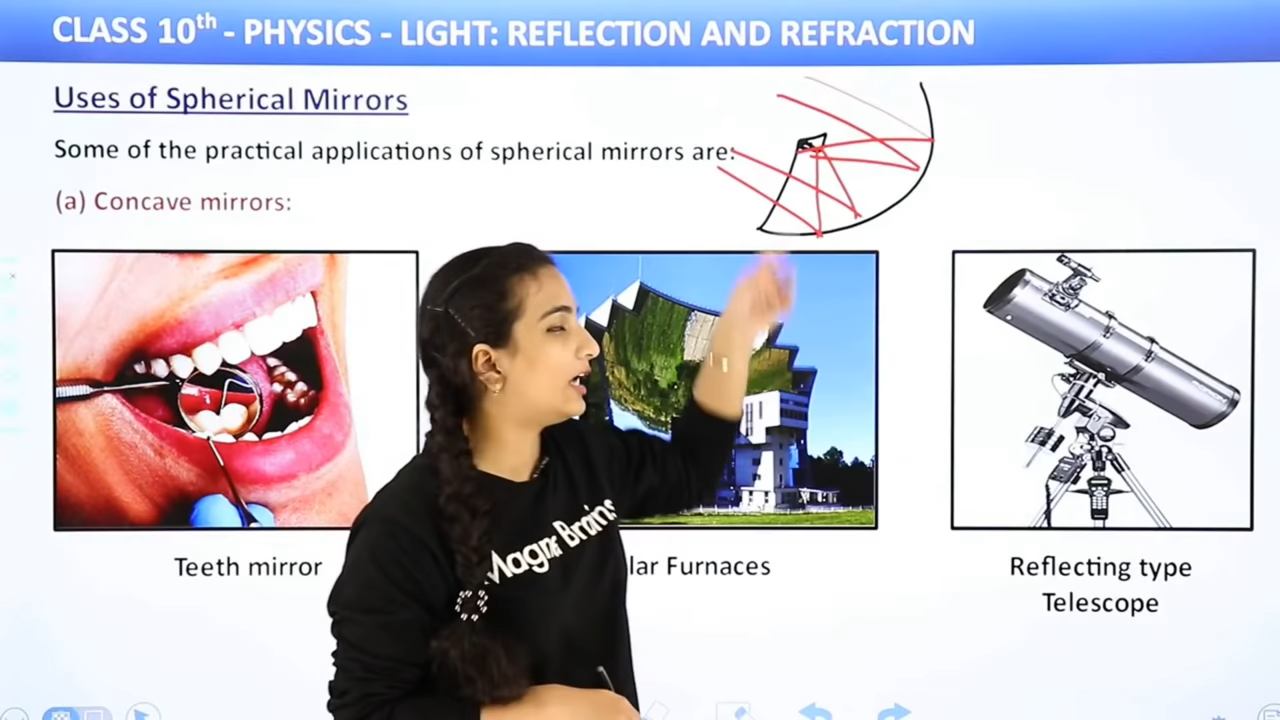 CLASS 10th - PHYSICS - LIGHT: REFLECTION AND REFRACTION
Uses of Spherical Mirrors
Some of the practical applications of spherical mirrors are:
(a) Concave mirrors:
Magna Brains
Teeth mirror
lar Furnaces
Reflecting type
Telescope